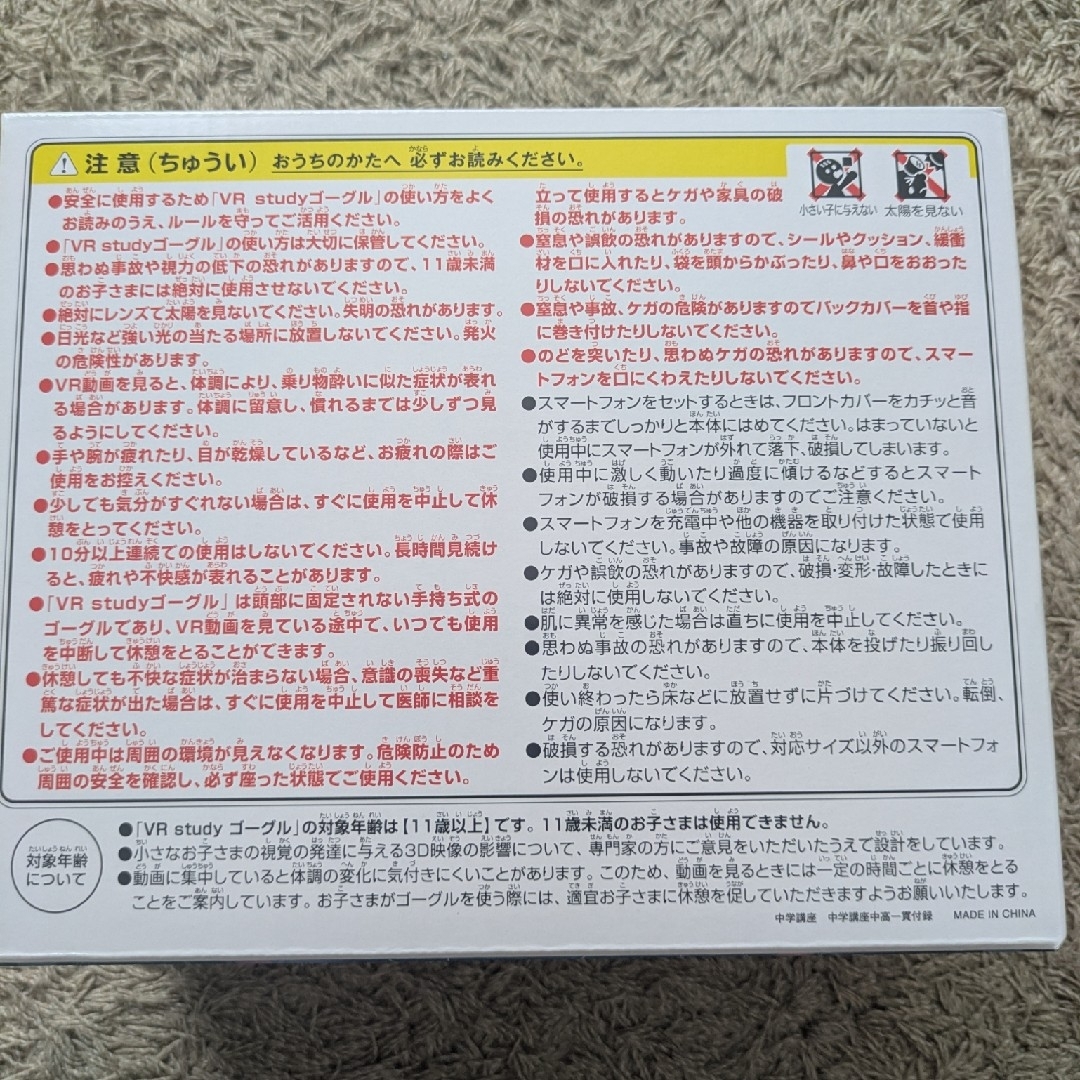 注意(ちゅうい) おうちのかたへ 必ずお読みください。
小さい子に与えない 太陽を見ない
●安全に使用するため「VR studyゴーグル」の使い方をよく
お読みのうえ、ルールを守ってご活用ください。
●「VR studyゴーグル」の使い方は大切に保管してください。
●思わぬ事故や視力の低下の恐れがありますので、11歳未満
のお子さまには絶対に使用させないでください。
●絶対にレンズで太陽を見ないでください。失明の恐れがあります。
●日光など強い光の当たる場所に放置しないでください。発火
の危険性があります。
●VR動画を見ると、体調により、乗り物酔いに似た症状が表れ
る場合があります。体調に留意し、慣れるまでは少しずつ見
るようにしてください。
●手や腕が疲れたり、目が乾燥しているなど、お疲れの際はご
使用をお控えください。
●少しでも気分がすぐれない場合は、すぐに使用を中止して休
憩をとってください。
●10分以上連続での使用はしないでください。長時間見続け
ると、疲れや不快感が表れることがあります。
●「VR studyゴーグル」は頭部に固定されない手持ち式の
ゴーグルであり、VR動画を見ている途中で、いつでも使用
を中断して休憩をとることができます。
●休憩しても不快な症状が治まらない場合、意識の喪失など重
篤な症状が出た場合は、すぐに使用を中止して医師に相談を
してください。
●ご使用中は周囲の環境が見えなくなります。危険防止のため
周囲の安全を確認し、必ず座った状態でご使用ください。
立って使用するとケガや家具の破
損の恐れがあります。
●窒息や誤飲の恐れがありますので、シールやクッション、緩衝
材を口に入れたり、袋を頭からかぶったり、鼻や口をおおった
りしないでください。
●窒息や事故、ケガの危険がありますのでバックカバーを首や指
に巻き付けたりしないでください。
●のどを突いたり、思わぬケガの恐れがありますので、スマー
トフォンを口にくわえたりしないでください。
●スマートフォンをセットするときは、フロントカバーをカチッと音
がするまでしっかりと本体にはめてください。はまっていないと
使用中にスマートフォンが外れて落下、破損してしまいます。
●使用中に激しく動いたり過度に傾けるなどするとスマート
フォンが破損する場合がありますのでご注意ください。
●スマートフォンを充電中や他の機器を取り付けた状態で使用
しないでください。事故や故障の原因になります。
●ケガや誤飲の恐れがありますので、破損・変形・故障したときに
は絶対に使用しないでください。
●肌に異常を感じた場合は直ちに使用を中止してください。
●思わぬ事故の恐れがありますので、本体を投げたり振り回し
たりしないでください。
●使い終わったら床などに放置せずに片づけてください。転倒、
ケガの原因になります。
●破損する恐れがありますので、対応サイズ以外のスマートフォ
ンは使用しないでください。
対象年齢
について
●「VR study ゴーグル」の対象年齢は【11歳以上】です。11歳未満のお子さまは使用できません。
●小さなお子さまの視覚の発達に与える3D映像の影響について、専門家の方にご意見をいただいたうえで設計をしています。
●動画に集中していると体調の変化に気付きにくいことがあります。このため、動画を見るときには一定の時間ごとに休憩をとる
ことをご案内しています。お子さまがゴーグルを使う際には、適宜お子さまに休憩を促していただきますようお願いいたします。
中学講座 中学講座中高一貫付録 MADE IN CHINA